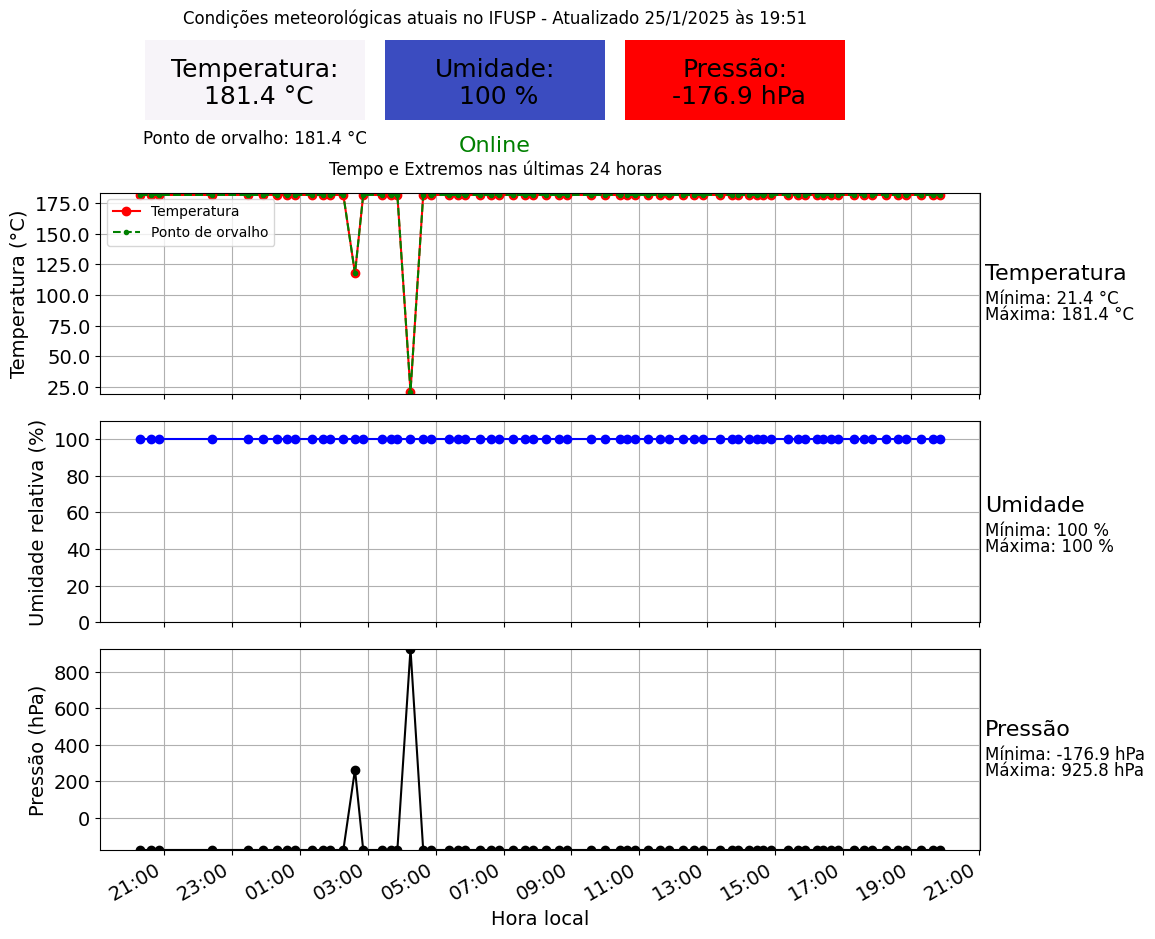 Condições meteorológicas atuais no IFUSP - Atualizado 25/1/2025 às 19:51
Temperatura:
181.4 °C
Umidade:
100 %
Pressão:
-176.9 hPa
Ponto de orvalho: 181.4 °C
Online
Tempo e Extremos nas últimas 24 horas
Temperatura (°C)
175.0
150.0
125.0
100.0
75.0
50.0
25.0
Temperatura
Ponto de orvalho
Temperatura
Mínima: 21.4 °C
Máxima: 181.4 °C
Umidade relativa (%)
100
80
60
40
20
0
Umidade
Mínima: 100 %
Máxima: 100 %
Pressão (hPa)
800
600
400
200
0
Pressão
Mínima: -176.9 hPa
Máxima: 925.8 hPa
21:00 23:00 01:00 03:00 05:00 07:00 09:00 11:00 13:00 15:00 17:00 19:00 21:00
Hora local